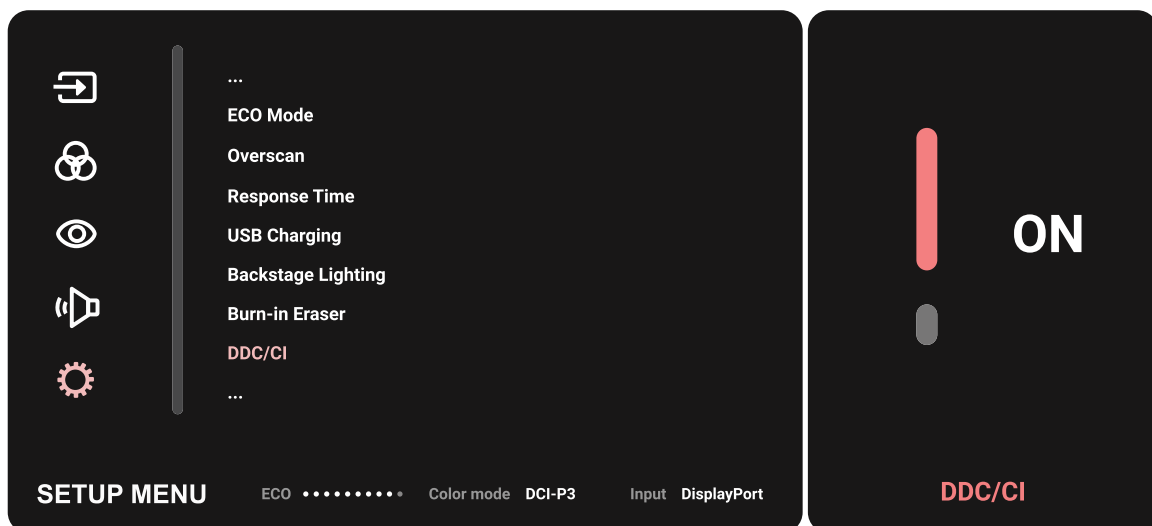 ...
ECO Mode
Overscan
Response Time
USB Charging
Backstage Lighting
Burn-in Eraser
DDC/CI
...
SETUP MENU ECO Color mode DCI-P3 Input DisplayPort
ON
DDC/CI